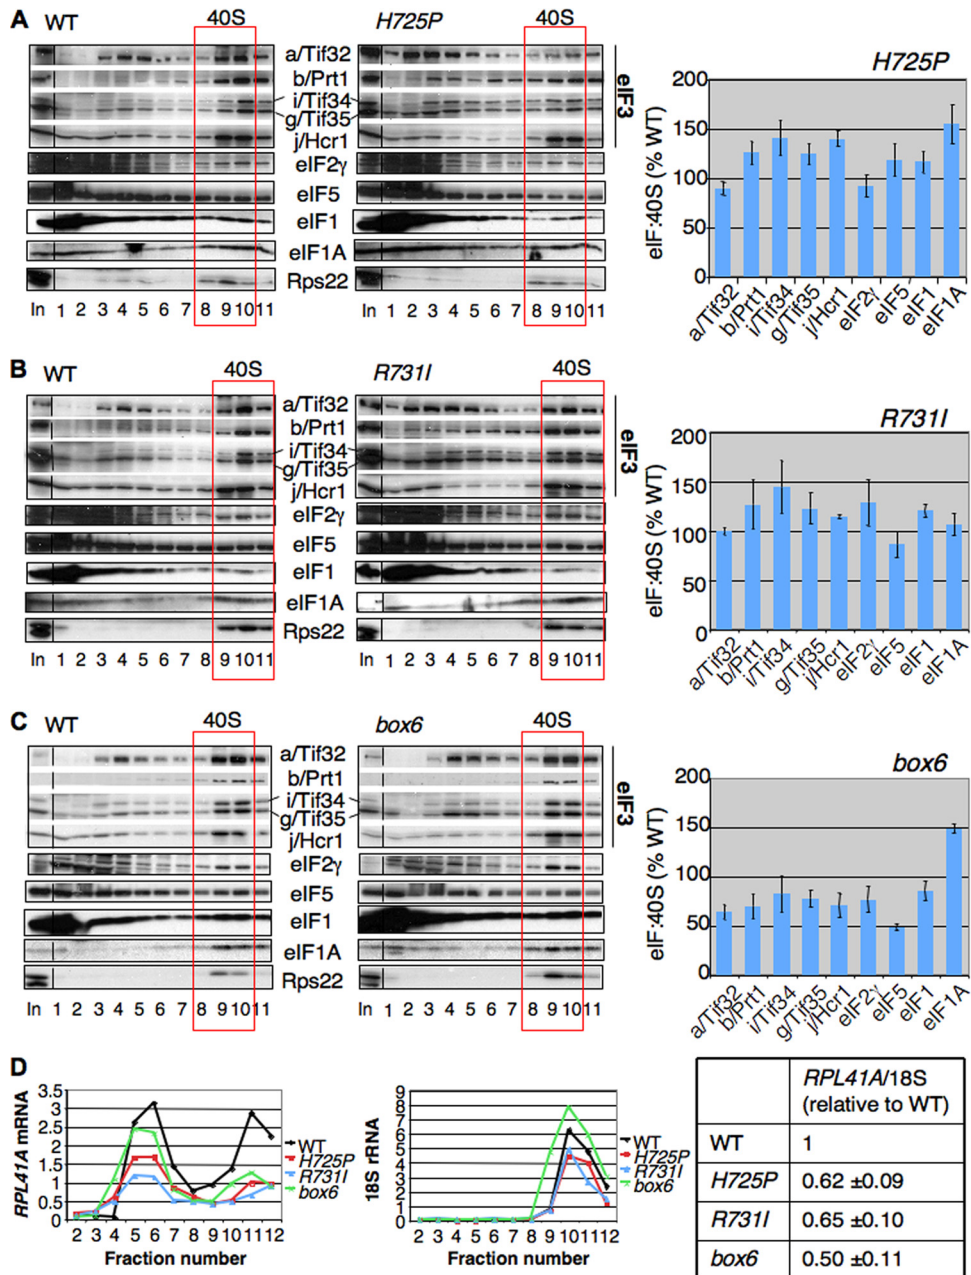 A WT 40S H725P 40S
a/Tif32
b/Prt1
i/Tif34
g/Tif35
j/Hcr1
eIF2γ
eIF5
eIF1
eIF1A
Rps22
eIF3
In 1 2 3 4 5 6 7 8 9 10 11
In 1 2 3 4 5 6 7 8 9 10 11
H725P
eIF:40S (% WT)
200
150
100
50
0
a/Tif32 b/Prt1 i/Tif34 g/Tif35 j/Hcr1 eIF2γ eIF5 eIF1 eIF1A
B WT 40S R731I 40S
a/Tif32
b/Prt1
i/Tif34
g/Tif35
j/Hcr1
eIF2γ
eIF5
eIF1
eIF1A
Rps22
eIF3
In 1 2 3 4 5 6 7 8 9 10 11
In 1 2 3 4 5 6 7 8 9 10 11
R731I
eIF:40S (% WT)
200
150
100
50
0
a/Tif32 b/Prt1 i/Tif34 g/Tif35 j/Hcr1 eIF2γ eIF5 eIF1 eIF1A
C WT 40S box6 40S
a/Tif32
b/Prt1
i/Tif34
g/Tif35
j/Hcr1
eIF2γ
eIF5
eIF1
eIF1A
Rps22
eIF3
In 1 2 3 4 5 6 7 8 9 10 11
In 1 2 3 4 5 6 7 8 9 10 11
box6
eIF:40S (% WT)
200
150
100
50
0
a/Tif32 b/Prt1 i/Tif34 g/Tif35 j/Hcr1 eIF2γ eIF5 eIF1 eIF1A
D
RPL41A mRNA
3.5
3
2.5
2
1.5
1
0.5
0
2 3 4 5 6 7 8 9 10 11 12
Fraction number
WT
H725P
R731I
box6
18S rRNA
9
8
7
6
5
4
3
2
1
0
2 3 4 5 6 7 8 9 10 11 12
Fraction number
WT
H725P
R731I
box6
RPL41A/18S
(relative to WT)
WT 1
H725P 0.62 ±0.09
R731I 0.65 ±0.10
box6 0.50 ±0.11